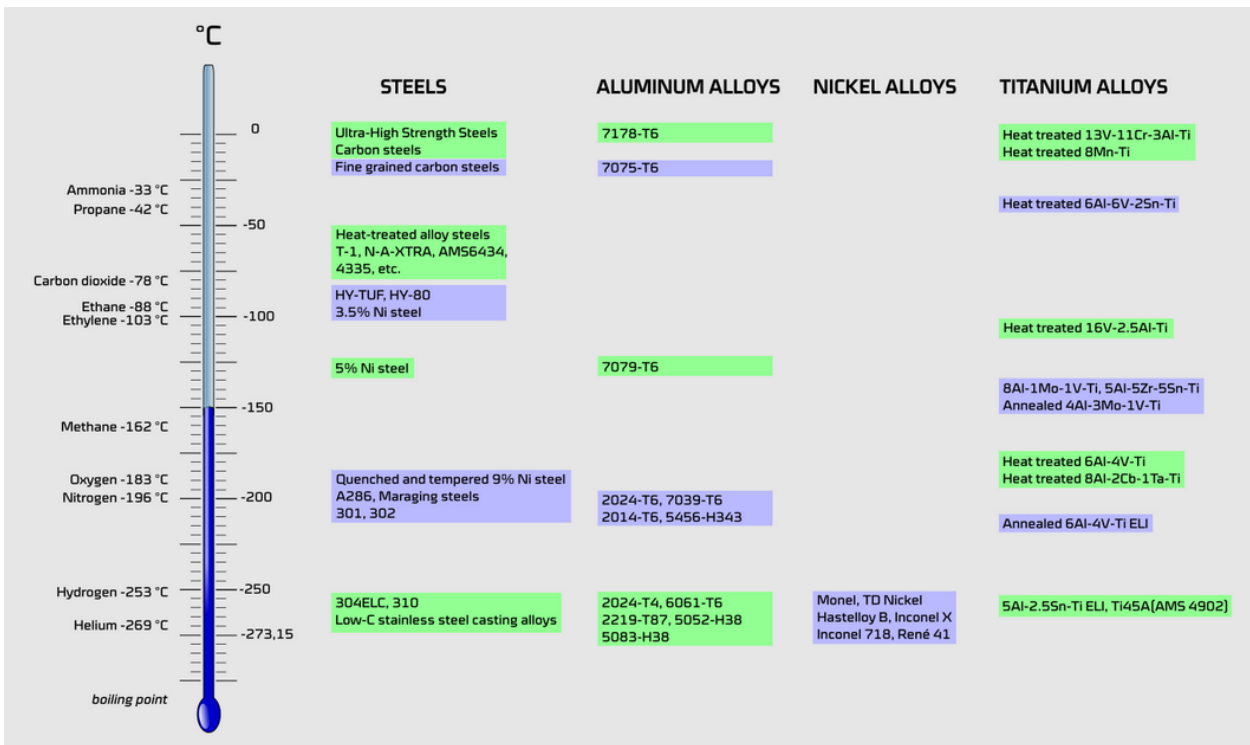 °C
STEELS
ALUMINUM ALLOYS
NICKEL ALLOYS
TITANIUM ALLOYS
0
-50
-100
-150
-200
-250
-273,15
Ammonia -33 °C
Propane -42 °C
Carbon dioxide -78 °C
Ethane -88 °C
Ethylene -103 °C
Methane -162 °C
Oxygen -183 °C
Nitrogen -196 °C
Hydrogen -253 °C
Helium -269 °C
boiling point
Ultra-High Strength Steels
Carbon steels
Fine grained carbon steels
Heat-treated alloy steels
T-1, N-A-XTRA, AMS6434,
4335, etc.
HY-TUF, HY-80
3.5% Ni steel
5% Ni steel
Quenched and tempered 9% Ni steel
A286, Maraging steels
301, 302
304ELC, 310
Low-C stainless steel casting alloys
7178-T6
7075-T6
7079-T6
2024-T6, 7039-T6
2014-T6, 5456-H343
2024-T4, 6061-T6
2219-T87, 5052-H38
5083-H38
Monel, TD Nickel
Hastelloy B, Inconel X
Inconel 718, René 41
Heat treated 13V-11Cr-3Al-Ti
Heat treated 8Mn-Ti
Heat treated 6Al-6V-2Sn-Ti
Heat treated 16V-2.5Al-Ti
8Al-1Mo-1V-Ti, 5Al-5Zr-5Sn-Ti
Annealed 4Al-3Mo-1V-Ti
Heat treated 6Al-4V-Ti
Heat treated 8Al-2Cb-1Ta-Ti
Annealed 6Al-4V-Ti ELI
5Al-2.5Sn-Ti ELI, Ti45A(AMS 4902)